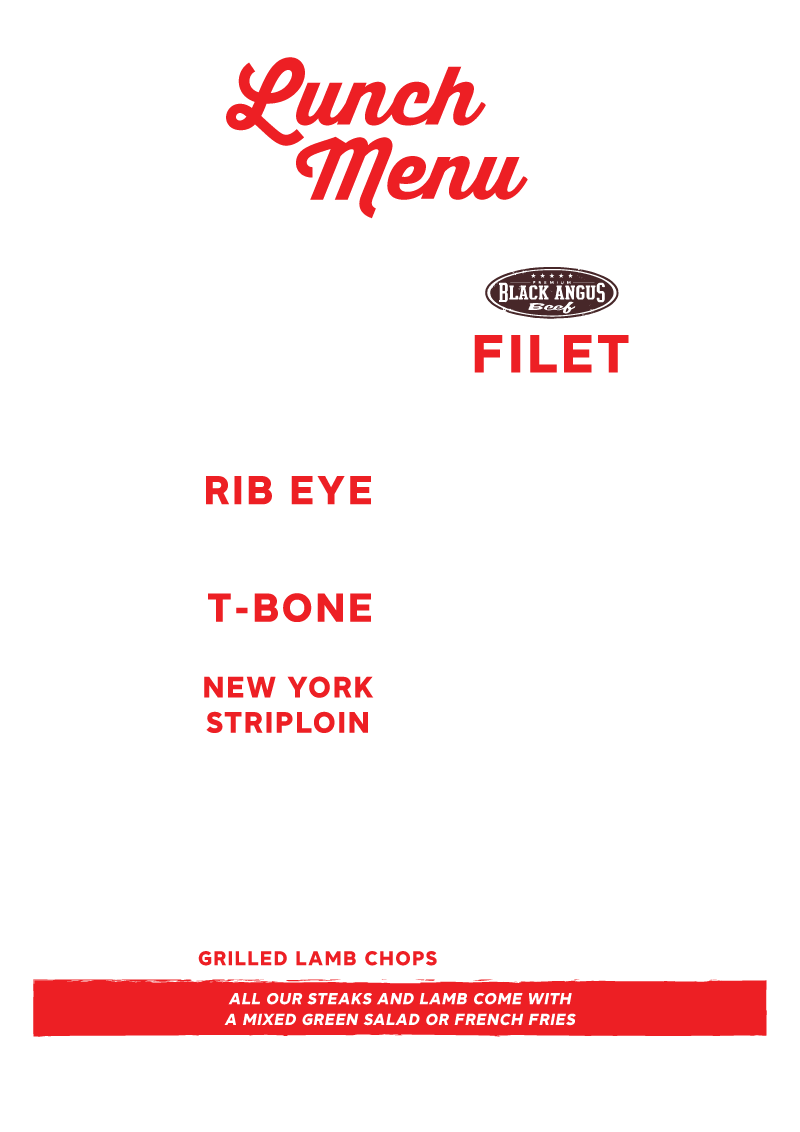 Lunch
Menu
PREMIUM
BLACK ANGUS
Beef
FILET
RIB EYE
T-BONE
NEW YORK
STRIPLOIN
GRILLED LAMB CHOPS
ALL OUR STEAKS AND LAMB COME WITH
A MIXED GREEN SALAD OR FRENCH FRIES